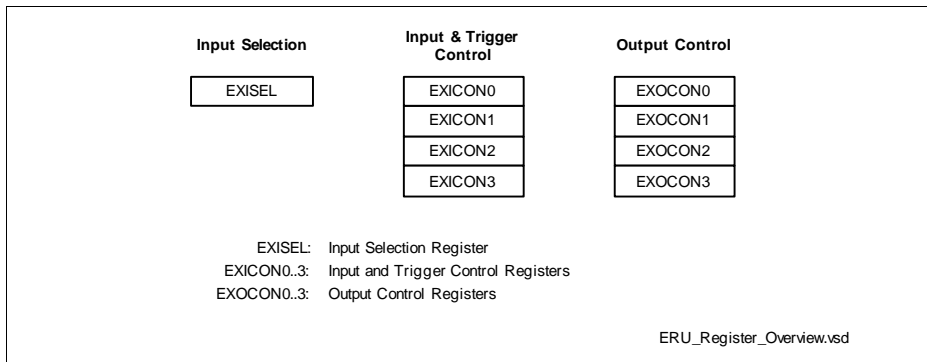 Input Selection
Input & Trigger
Control
Output Control
EXISEL
EXICON0
EXOCON0
EXICON1
EXOCON1
EXICON2
EXOCON2
EXICON3
EXOCON3
EXISEL: Input Selection Register
EXICON0..3: Input and Trigger Control Registers
EXOCON0..3: Output Control Registers
ERU_Register_Overview.vsd